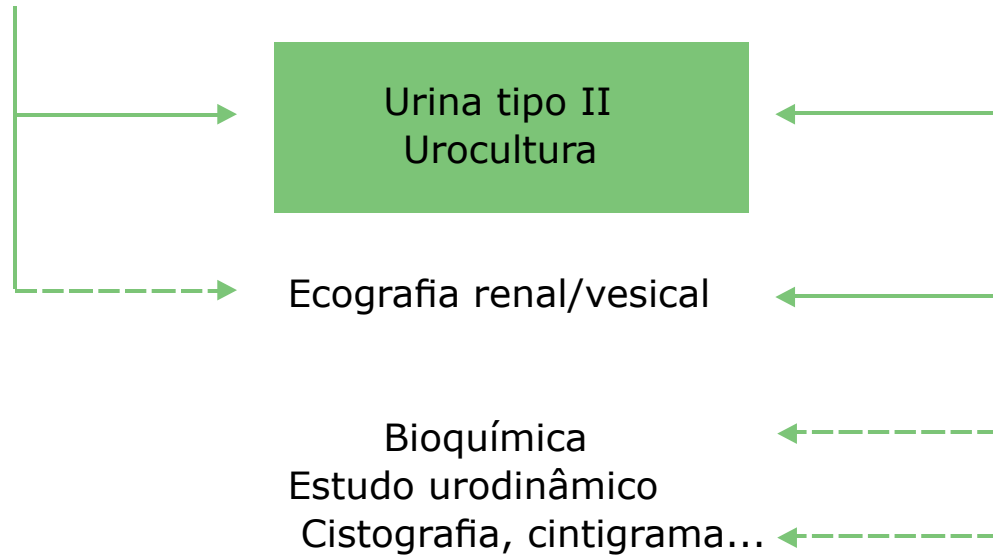 Urina tipo II
Urocultura
Ecografia renal/vesical
Bioquímica
Estudo urodinâmico
Cistografia, cintigrama...